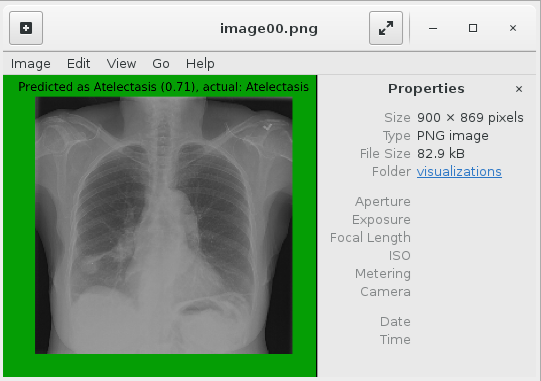 image00.png
Image Edit View Go Help
Predicted as Atelectasis (0.71), actual: Atelectasis
Properties
Size 900 × 869 pixels
Type PNG image
File Size 82.9 kB
Folder visualizations
Aperture
Exposure
Focal Length
ISO
Metering
Camera
Date
Time